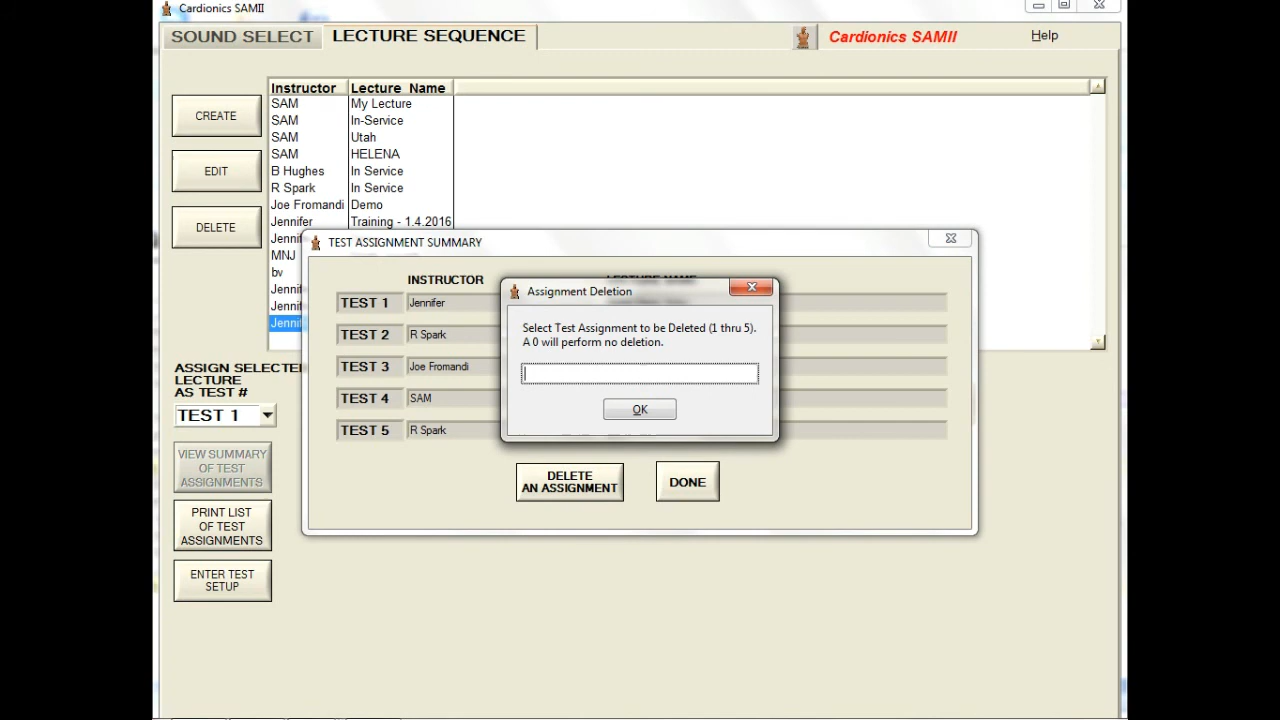 Cardionics SAMII
SOUND SELECT
LECTURE SEQUENCE
Cardionics SAMII
Help
CREATE
EDIT
DELETE
Instructor Lecture Name
SAM My Lecture
SAM In-Service
SAM Utah
SAM HELENA
B Hughes In Service
R Spark In Service
Joe Fromandi Demo
Jennifer Training - 1.4.2016
MNJ
bv
ASSIGN SELECTED
LECTURE
AS TEST #
TEST 1
VIEW SUMMARY
OF TEST
ASSIGNMENTS
PRINT LIST
OF TEST
ASSIGNMENTS
ENTER TEST
SETUP
TEST ASSIGNMENT SUMMARY
INSTRUCTOR
TEST 1 Jennifer
TEST 2 R Spark
TEST 3 Joe Fromandi
TEST 4 SAM
TEST 5 R Spark
DELETE
AN ASSIGNMENT
DONE
Assignment Deletion
Select Test Assignment to be Deleted (1 thru 5).
A 0 will perform no deletion.
OK